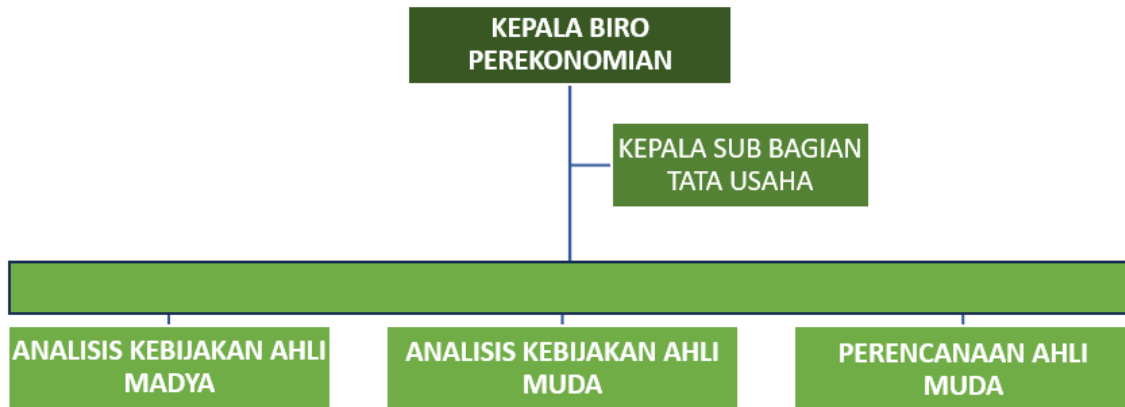 KEPALA BIRO
PEREKONOMIAN
KEPALA SUB BAGIAN
TATA USAHA
ANALISIS KEBIJAKAN AHLI
MADYA
ANALISIS KEBIJAKAN AHLI
MUDA
PERENCANAAN AHLI
MUDA